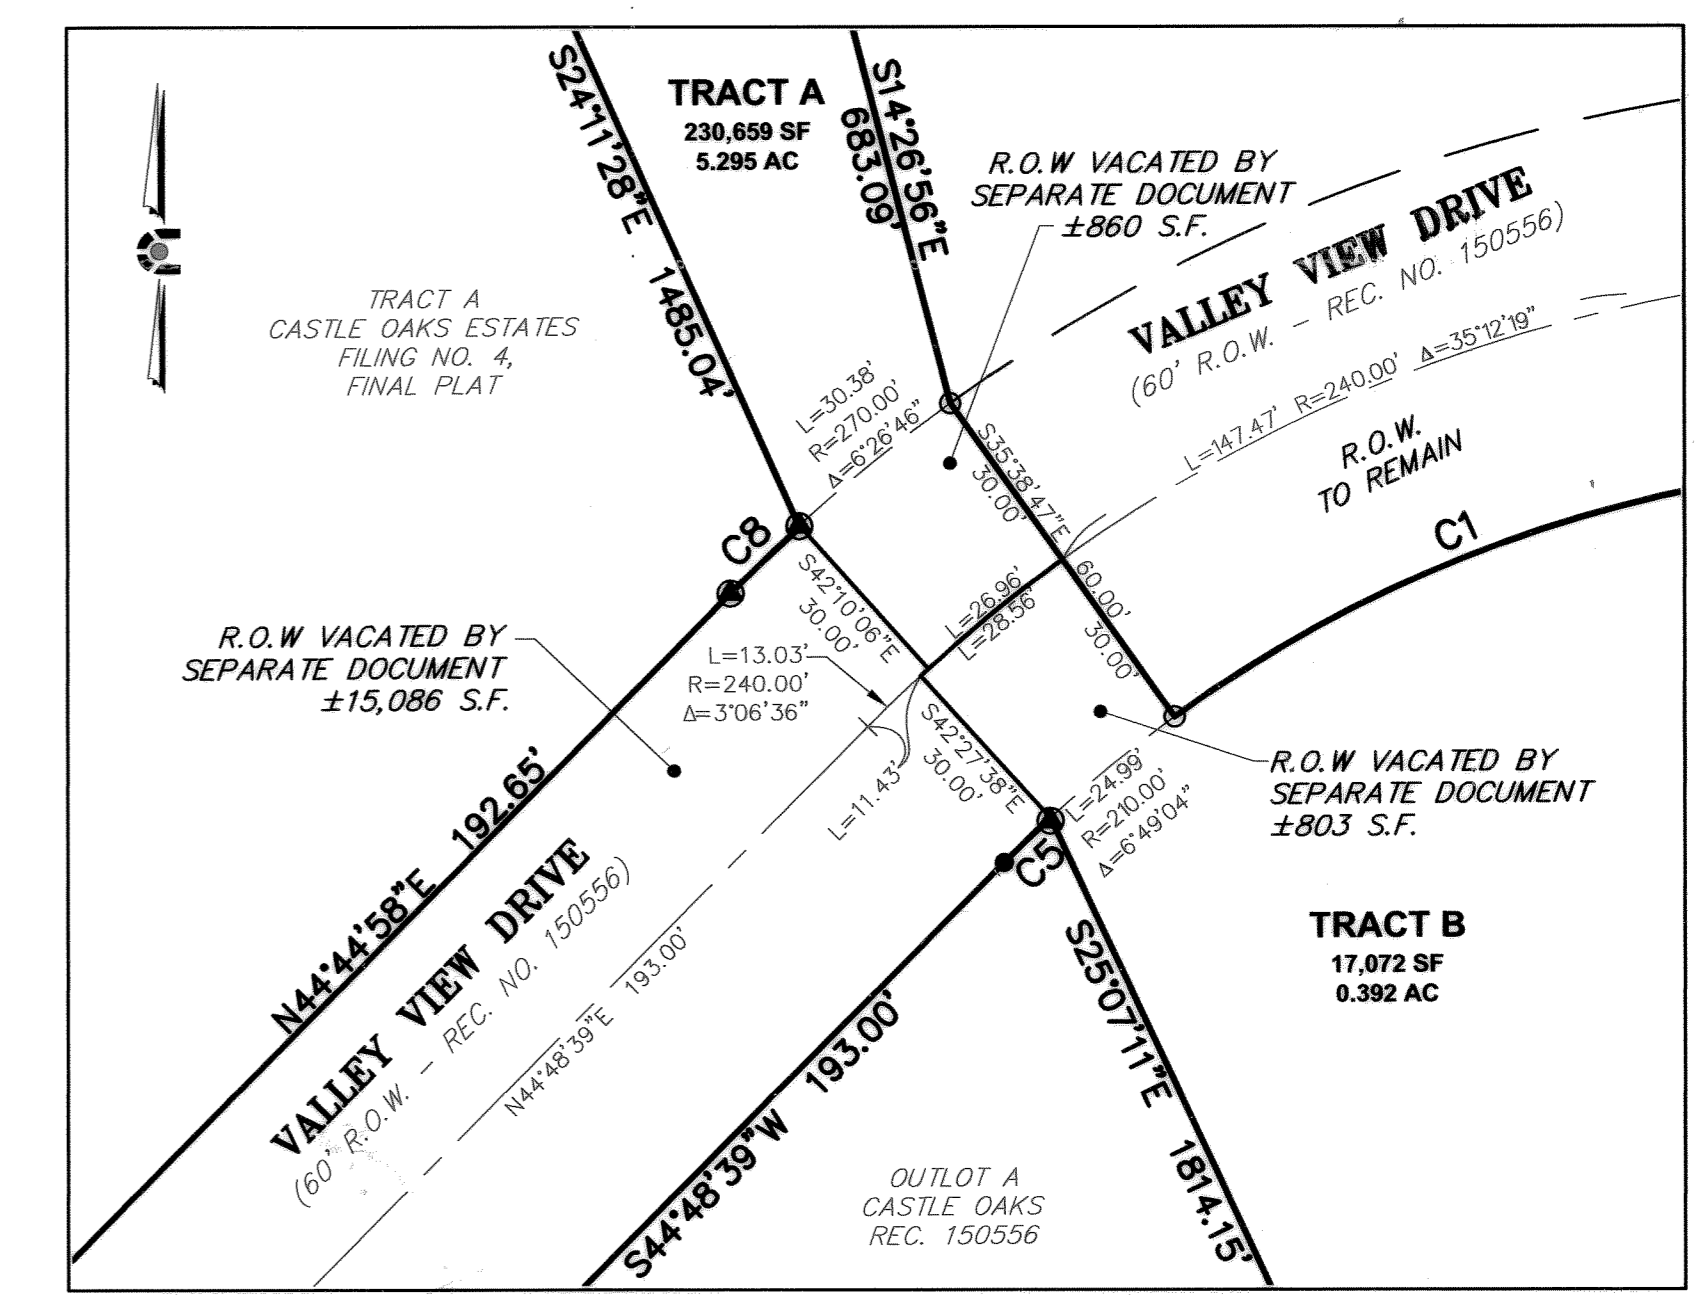 S24°11'28"E 1485.04'
TRACT A
230,659 SF
5.295 AC
S14°26'56"E
683.09'
R.O.W VACATED BY
SEPARATE DOCUMENT
±860 S.F.
VALLEY VIEW DRIVE
(60' R.O.W. - REC. NO. 150556)
TRACT A
CASTLE OAKS ESTATES
FILING NO. 4,
FINAL PLAT
L=30.38'
R=270.00'
Δ=6°26'46"
L=147.47' R=240.00' Δ=35°12'19"
R.O.W.
TO REMAIN
S35°38'47"E
30.00'
C8
C1
S42°10'06"E
30.00'
L=26.96'
L=28.56'
60.00'
30.00'
R.O.W VACATED BY
SEPARATE DOCUMENT
±15,086 S.F.
L=13.03'
R=240.00'
Δ=3°06'36"
S42°27'38"E
30.00'
L=11.43'
L=24.99'
R=210.00'
Δ=6°49'04"
R.O.W VACATED BY
SEPARATE DOCUMENT
±803 S.F.
C5
N44°44'58"E 192.65'
VALLEY VIEW DRIVE
(60' R.O.W. - REC. NO. 150556)
N44°48'39"E 193.00'
S44°48'39"W 193.00'
TRACT B
17,072 SF
0.392 AC
S25°07'11"E 1814.15'
OUTLOT A
CASTLE OAKS
REC. 150556